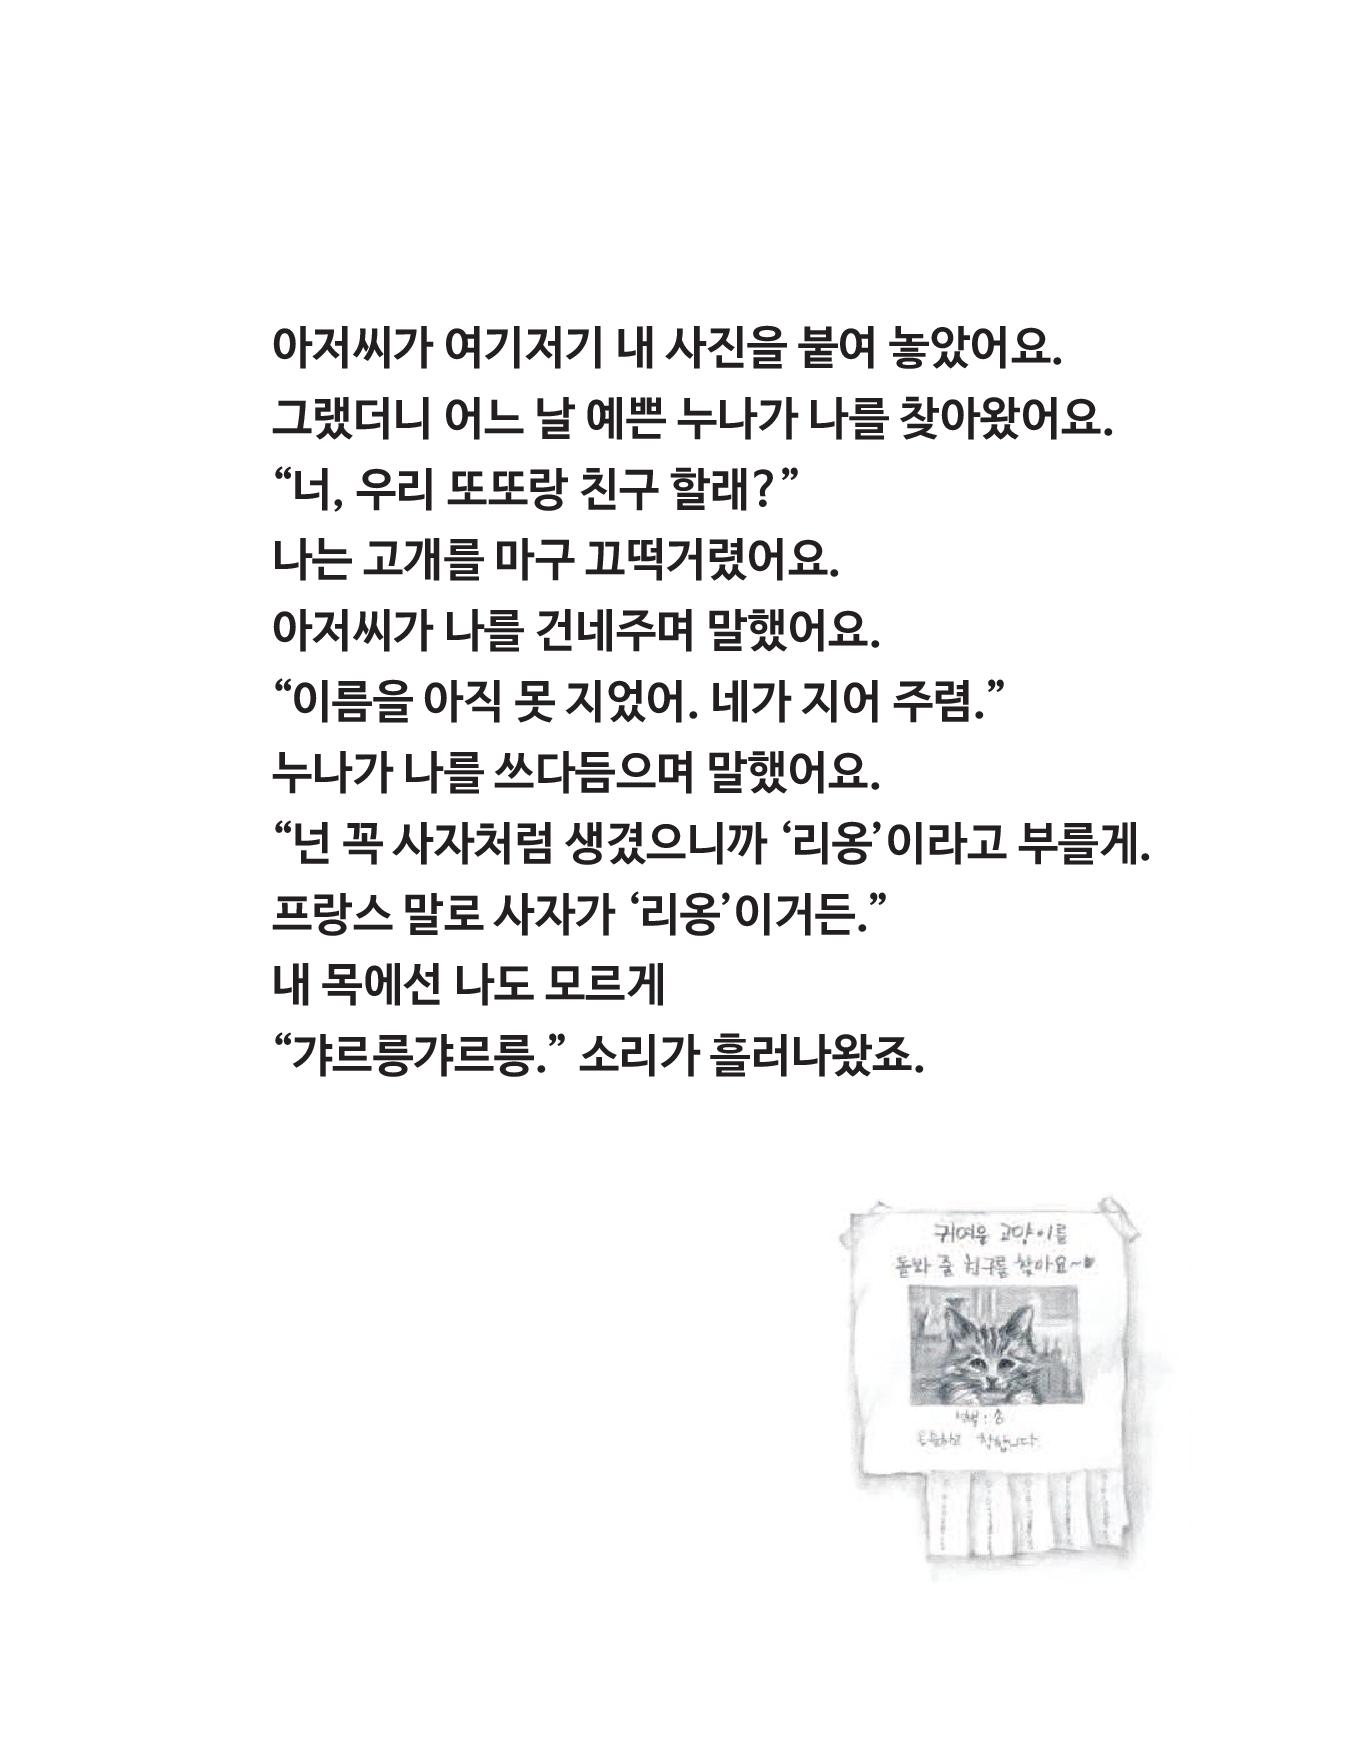 아저씨가 여기저기 내 사진을 붙여 놓았어요.
그랬더니 어느 날 예쁜 누나가 나를 찾아왔어요.
“너, 우리 또또랑 친구 할래?”
나는 고개를 마구 끄떡거렸어요.
아저씨가 나를 건네주며 말했어요.
“이름을 아직 못 지었어. 네가 지어 주렴.”
누나가 나를 쓰다듬으며 말했어요.
“넌 꼭 사자처럼 생겼으니까 ‘리옹’이라고 부를게.
프랑스 말로 사자가 ‘리옹’이거든.”
내 목에선 나도 모르게
“갸르릉갸르릉.” 소리가 흘러나왔죠.
귀여운 고양이를
돌봐 줄 친구를 찾아요~♥